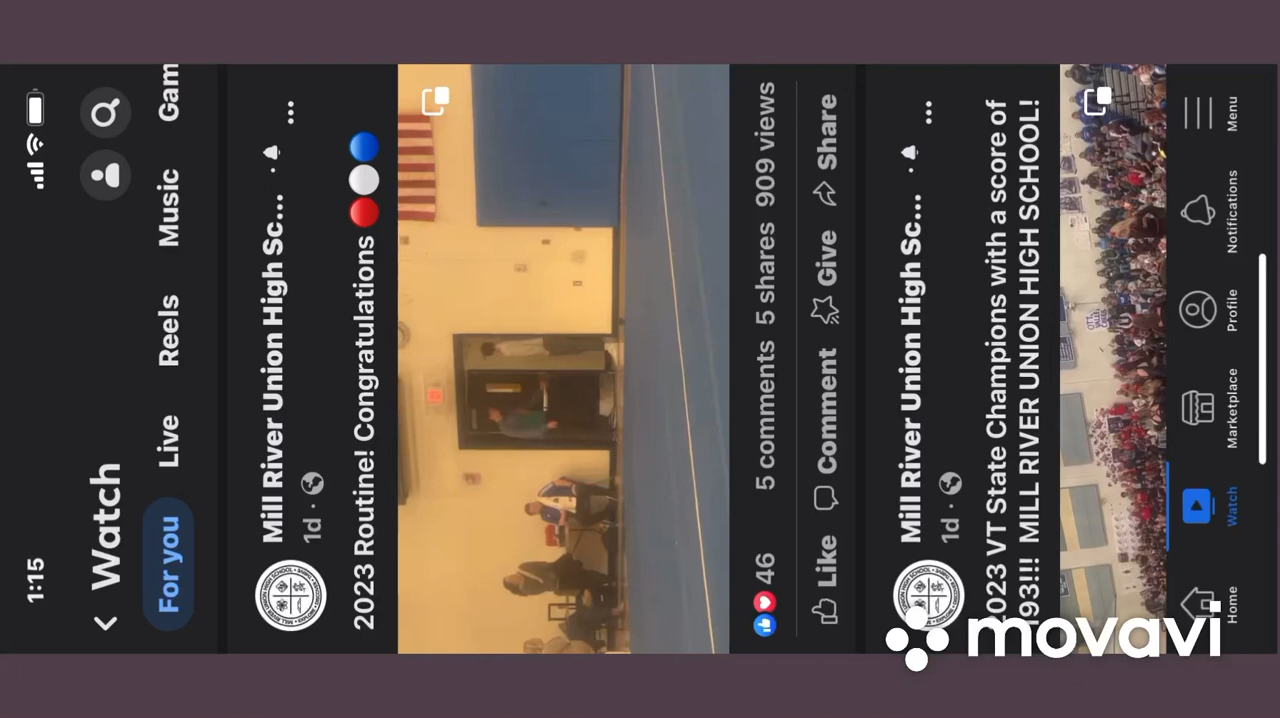 1:15
Watch
For you Live Reels Music Gam
Mill River Union High Sc... ·
1d ·
2023 Routine! Congratulations
46 5 comments 5 shares 909 views
Like Comment Give Share
Mill River Union High Sc... ·
1d ·
2023 VT State Champions with a score of
193!!! MILL RIVER UNION HIGH SCHOOL!
Home Watch Marketplace Profile Notifications Menu
movavi